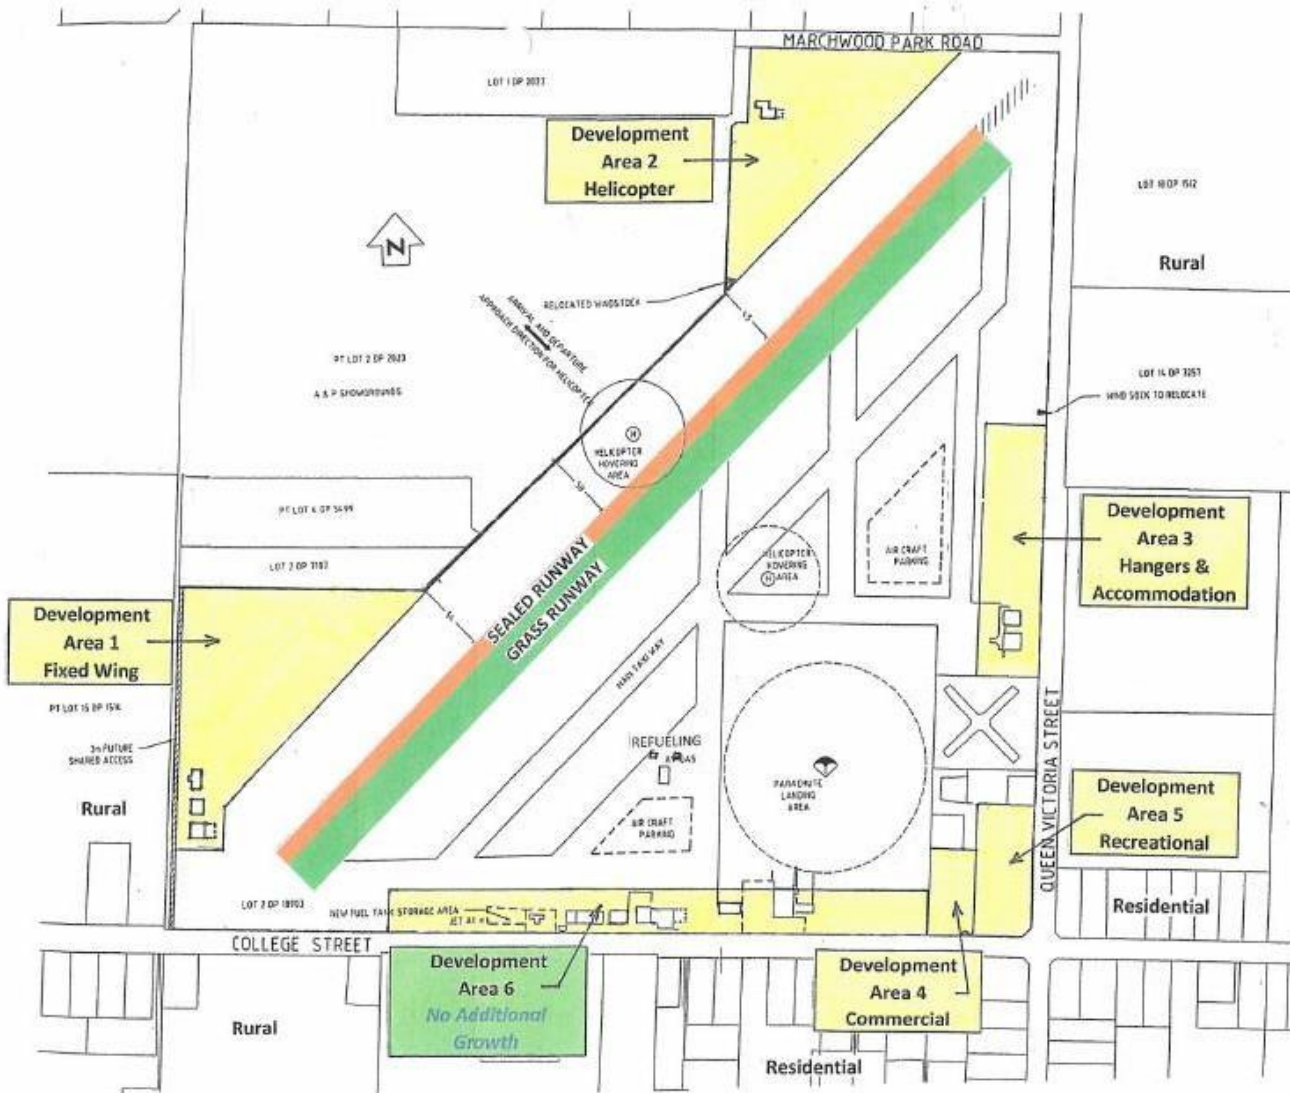 MARCHWOOD PARK ROAD
LOT 1 DP 2023
Development
Area 2
Helicopter
LOT 18 DP 1512
Rural
N
RELOCATED WINDSOCK
ARRIVAL AND DEPARTURE
APPROACH DIRECTION FOR HELICOPTER
PT LOT 2 DP 2023
A & P SHOWGROUNDS
LOT 14 DP 3257
WIND SOCK TO RELOCATE
H
HELICOPTER
HOVERING
AREA
PT LOT 4 DP 5499
Development
Area 3
Hangers &
Accommodation
HELICOPTER
HOVERING
H AREA
AIR CRAFT
PARKING
LOT 2 DP 7102
SEALED RUNWAY
GRASS RUNWAY
Development
Area 1
Fixed Wing
MAIN TAXI WAY
PT LOT 15 DP 1514
3m FUTURE
SHARED ACCESS
REFUELING
AVGAS
QUEEN VICTORIA STREET
PARACHUTE
LANDING
AREA
Rural
AIR CRAFT
PARKING
Development
Area 5
Recreational
LOT 2 DP 18903
NEW FUEL TANK STORAGE AREA
JET A1
Residential
COLLEGE STREET
Development
Area 6
No Additional
Growth
Development
Area 4
Commercial
Rural
Residential